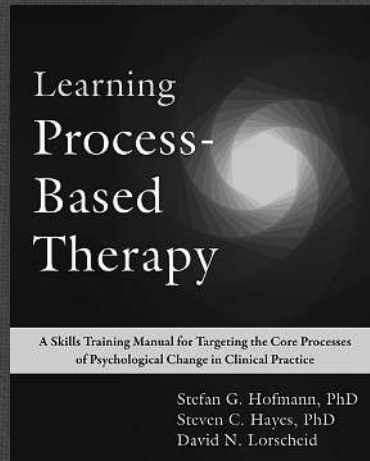 Learning
Process-
Based
Therapy
A Skills Training Manual for Targeting the Core Processes
of Psychological Change in Clinical Practice
Stefan G. Hofmann, PhD
Steven C. Hayes, PhD
David N. Lorscheid